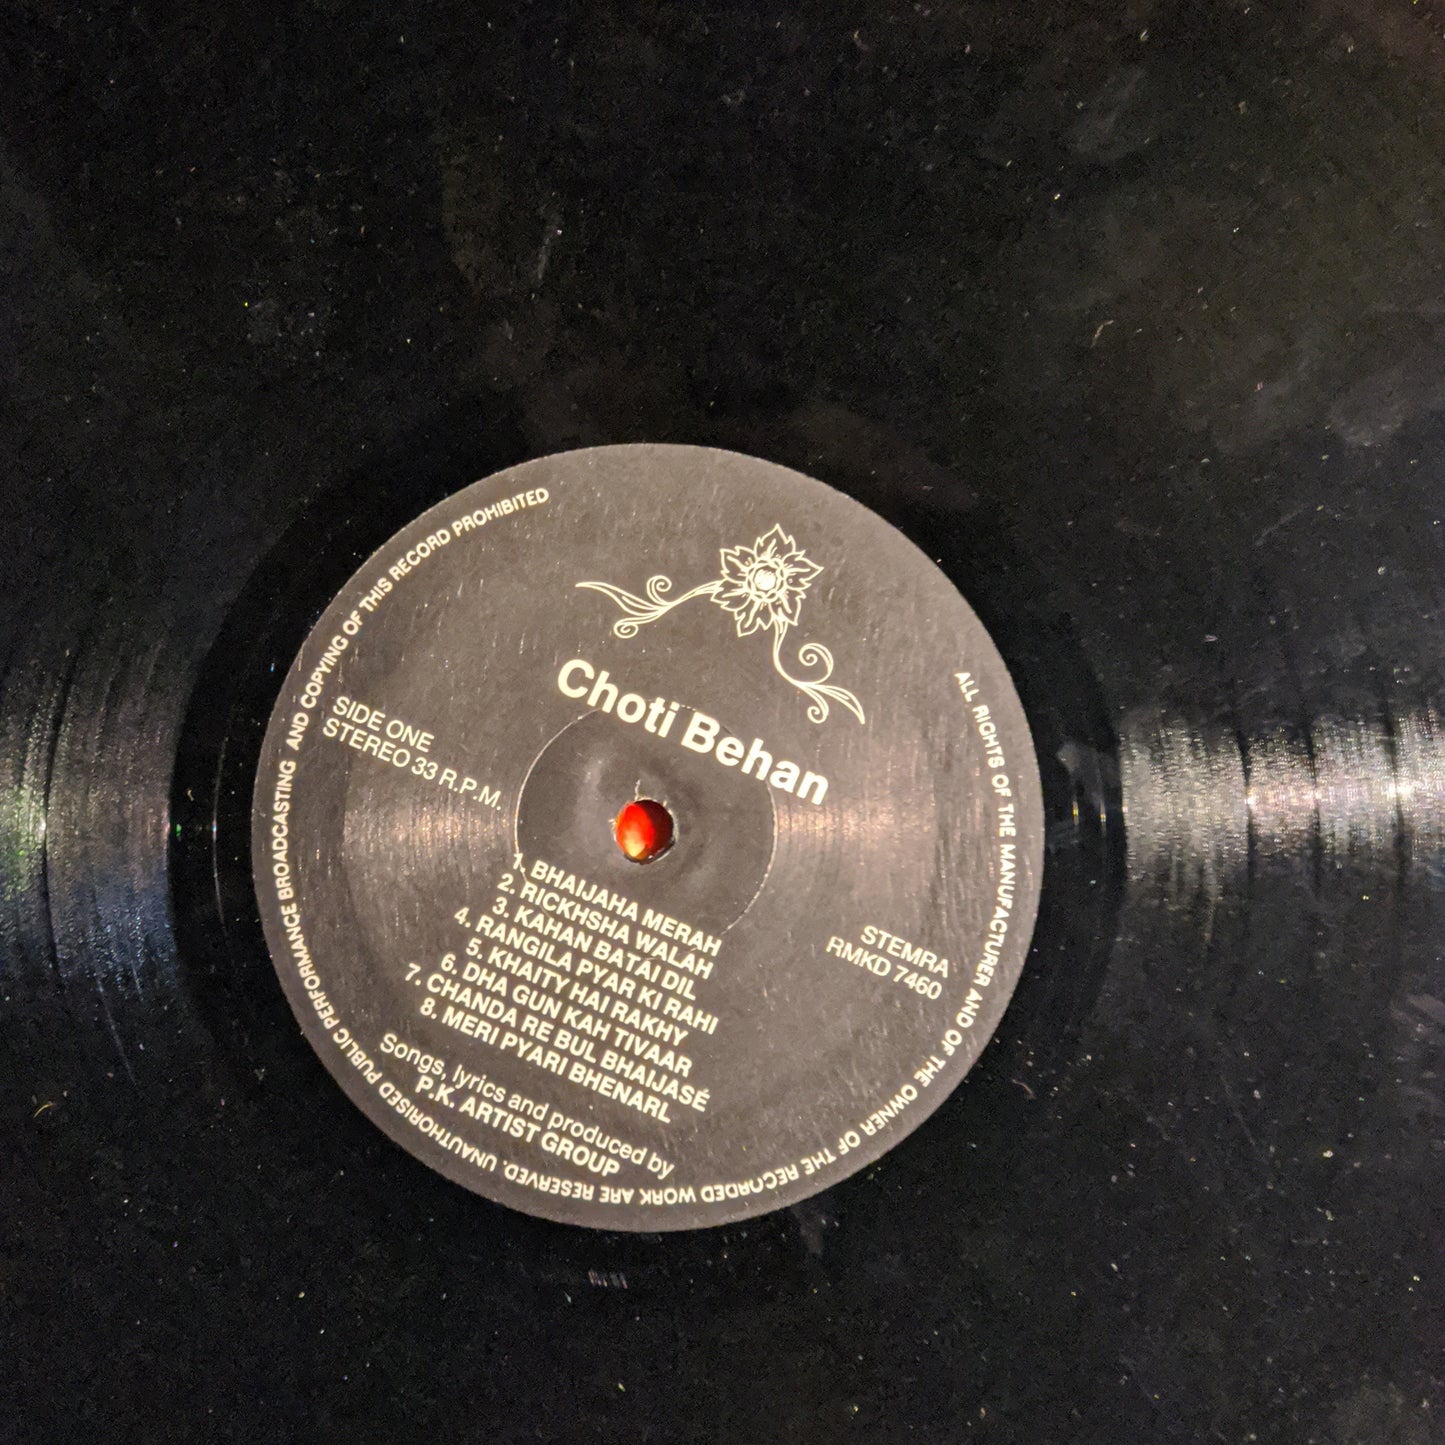 Choti Behan
SIDE ONE
STEREO 33 R.P.M.
STEMRA
RMKD 7460
1. BHAIJAHA MERAH
2. RICKHSHA WALAH
3. KAHAN BATAI DIL
4. RANGILA PYAR KI RAHI
5. KHAITY HAI RAKHY
6. DHA GUN KAH TIVAAR
7. CHANDA RE BUL BHAIJASÉ
8. MERI PYARI BHENARL
Songs, lyrics and produced by
P.K. ARTIST GROUP
ALL RIGHTS OF THE MANUFACTURER AND OF THE OWNER OF THE RECORDED WORK ARE RESERVED. UNAUTHORISED PUBLIC PERFORMANCE BROADCASTING AND COPYING OF THIS RECORD PROHIBITED